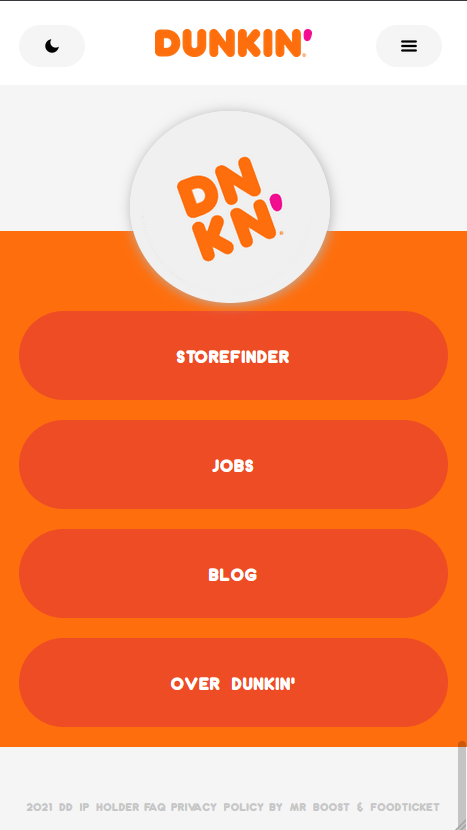 DUNKIN'
DN
KN'
STOREFINDER
JOBS
BLOG
OVER DUNKIN'
2021 DD IP HOLDER FAQ PRIVACY POLICY BY MR BOOST & FOODTICKET